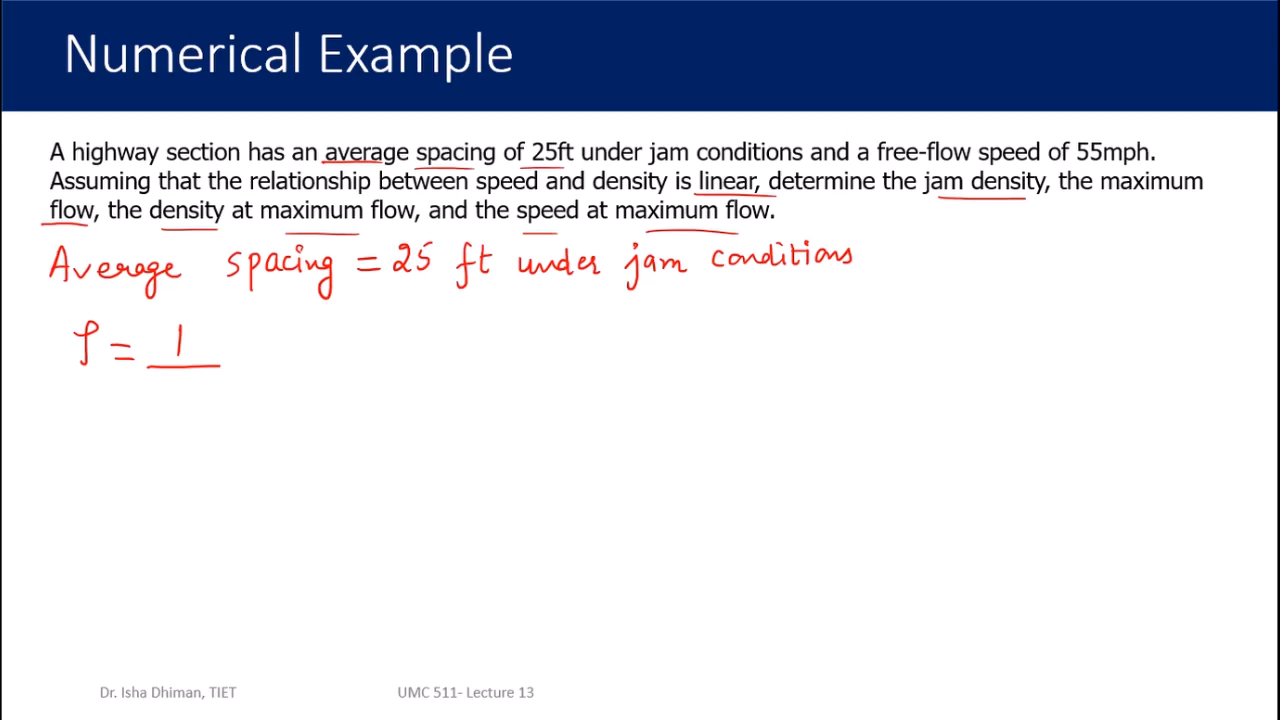 Numerical Example
A highway section has an average spacing of 25ft under jam conditions and a free-flow speed of 55mph.
Assuming that the relationship between speed and density is linear, determine the jam density, the maximum
flow, the density at maximum flow, and the speed at maximum flow.
Average spacing = 25 ft under jam conditions
ρ = 1
Dr. Isha Dhiman, TIET UMC 511- Lecture 13